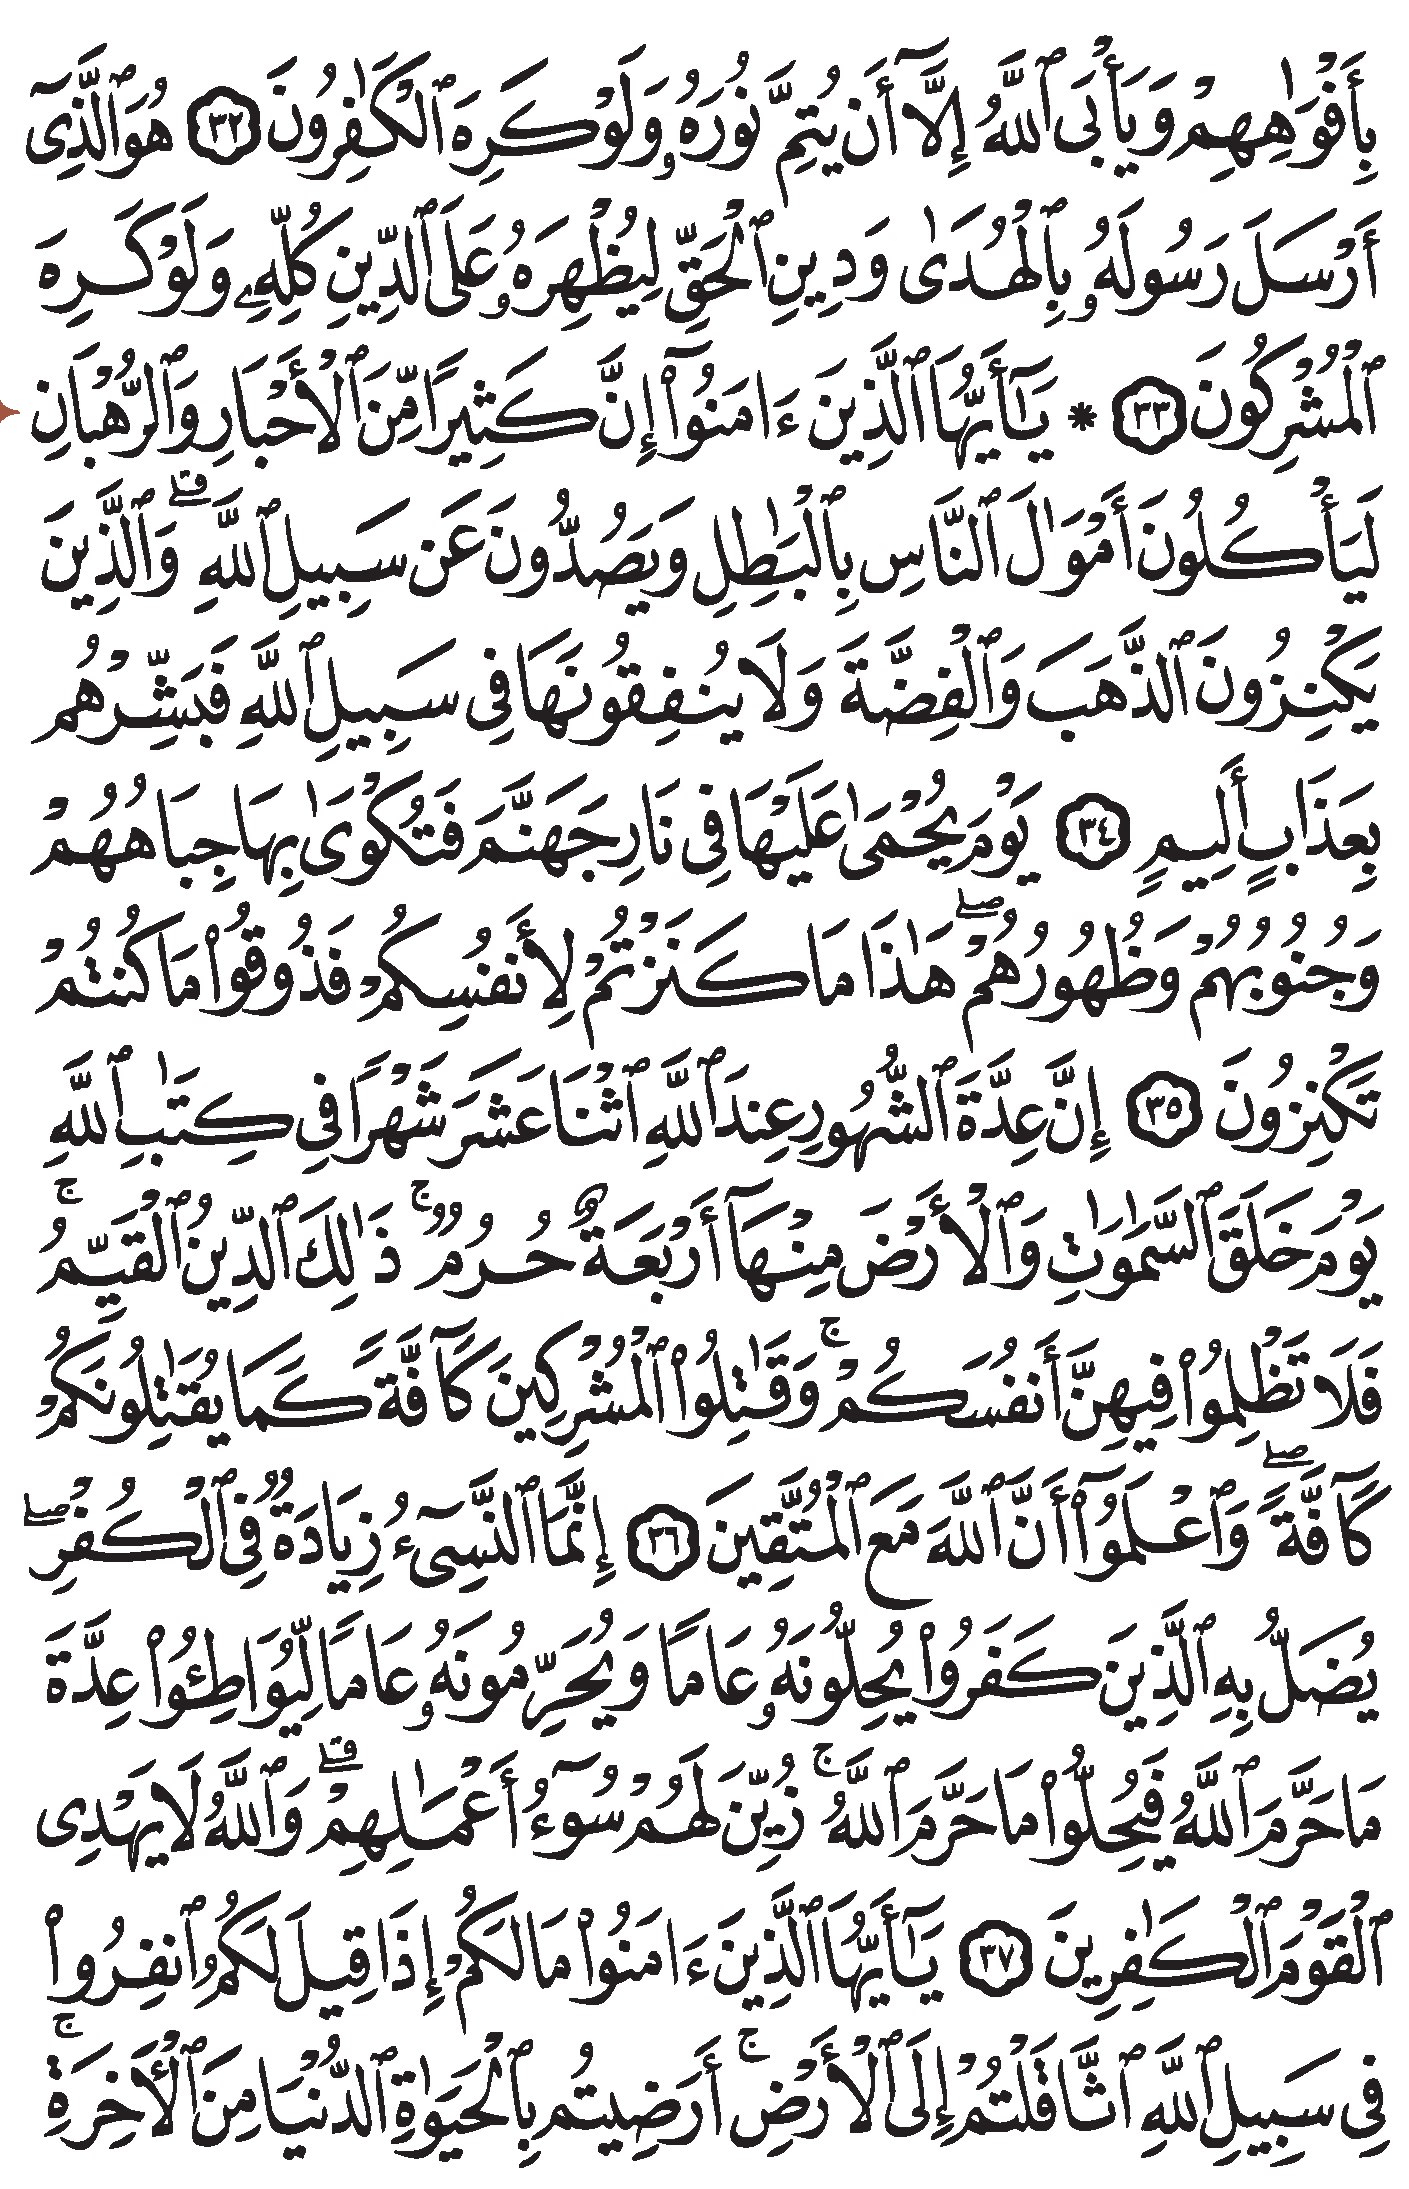 بِأَفْوَٰهِهِمْ وَيَأْبَى ٱللَّهُ إِلَّآ أَن يُتِمَّ نُورَهُۥ وَلَوْ كَرِهَ ٱلْكَٰفِرُونَ ٣٢ هُوَ ٱلَّذِىٓ
أَرْسَلَ رَسُولَهُۥ بِٱلْهُدَىٰ وَدِينِ ٱلْحَقِّ لِيُظْهِرَهُۥ عَلَى ٱلدِّينِ كُلِّهِۦ وَلَوْ كَرِهَ
ٱلْمُشْرِكُونَ ٣٣ * يَٰٓأَيُّهَا ٱلَّذِينَ ءَامَنُوٓا۟ إِنَّ كَثِيرًا مِّنَ ٱلْأَحْبَارِ وَٱلرُّهْبَانِ
لَيَأْكُلُونَ أَمْوَٰلَ ٱلنَّاسِ بِٱلْبَٰطِلِ وَيَصُدُّونَ عَن سَبِيلِ ٱللَّهِ ۗ وَٱلَّذِينَ
يَكْنِزُونَ ٱلذَّهَبَ وَٱلْفِضَّةَ وَلَا يُنفِقُونَهَا فِى سَبِيلِ ٱللَّهِ فَبَشِّرْهُم
بِعَذَابٍ أَلِيمٍ ٣٤ يَوْمَ يُحْمَىٰ عَلَيْهَا فِى نَارِ جَهَنَّمَ فَتُكْوَىٰ بِهَا جِبَاهُهُمْ
وَجُنُوبُهُمْ وَظُهُورُهُمْ ۖ هَٰذَا مَا كَنَزْتُمْ لِأَنفُسِكُمْ فَذُوقُوا۟ مَا كُنتُمْ
تَكْنِزُونَ ٣٥ إِنَّ عِدَّةَ ٱلشُّهُورِ عِندَ ٱللَّهِ ٱثْنَا عَشَرَ شَهْرًا فِى كِتَٰبِ ٱللَّهِ
يَوْمَ خَلَقَ ٱلسَّمَٰوَٰتِ وَٱلْأَرْضَ مِنْهَآ أَرْبَعَةٌ حُرُمٌ ۚ ذَٰلِكَ ٱلدِّينُ ٱلْقَيِّمُ ۚ
فَلَا تَظْلِمُوا۟ فِيهِنَّ أَنفُسَكُمْ ۚ وَقَٰتِلُوا۟ ٱلْمُشْرِكِينَ كَآفَّةً كَمَا يُقَٰتِلُونَكُمْ
كَآفَّةً ۖ وَٱعْلَمُوٓا۟ أَنَّ ٱللَّهَ مَعَ ٱلْمُتَّقِينَ ٣٦ إِنَّمَا ٱلنَّسِىٓءُ زِيَادَةٌ فِى ٱلْكُفْرِ ۖ
يُضَلُّ بِهِ ٱلَّذِينَ كَفَرُوا۟ يُحِلُّونَهُۥ عَامًا وَيُحَرِّمُونَهُۥ عَامًا لِّيُوَاطِـُٔوا۟ عِدَّةَ
مَا حَرَّمَ ٱللَّهُ فَيُحِلُّوا۟ مَا حَرَّمَ ٱللَّهُ ۚ زُيِّنَ لَهُمْ سُوٓءُ أَعْمَٰلِهِمْ ۗ وَٱللَّهُ لَا يَهْدِى
ٱلْقَوْمَ ٱلْكَٰفِرِينَ ٣٧ يَٰٓأَيُّهَا ٱلَّذِينَ ءَامَنُوا۟ مَا لَكُمْ إِذَا قِيلَ لَكُمُ ٱنفِرُوا۟
فِى سَبِيلِ ٱللَّهِ ٱثَّاقَلْتُمْ إِلَى ٱلْأَرْضِ ۚ أَرَضِيتُم بِٱلْحَيَوٰةِ ٱلدُّنْيَا مِنَ ٱلْأَخِرَةِ ۚ